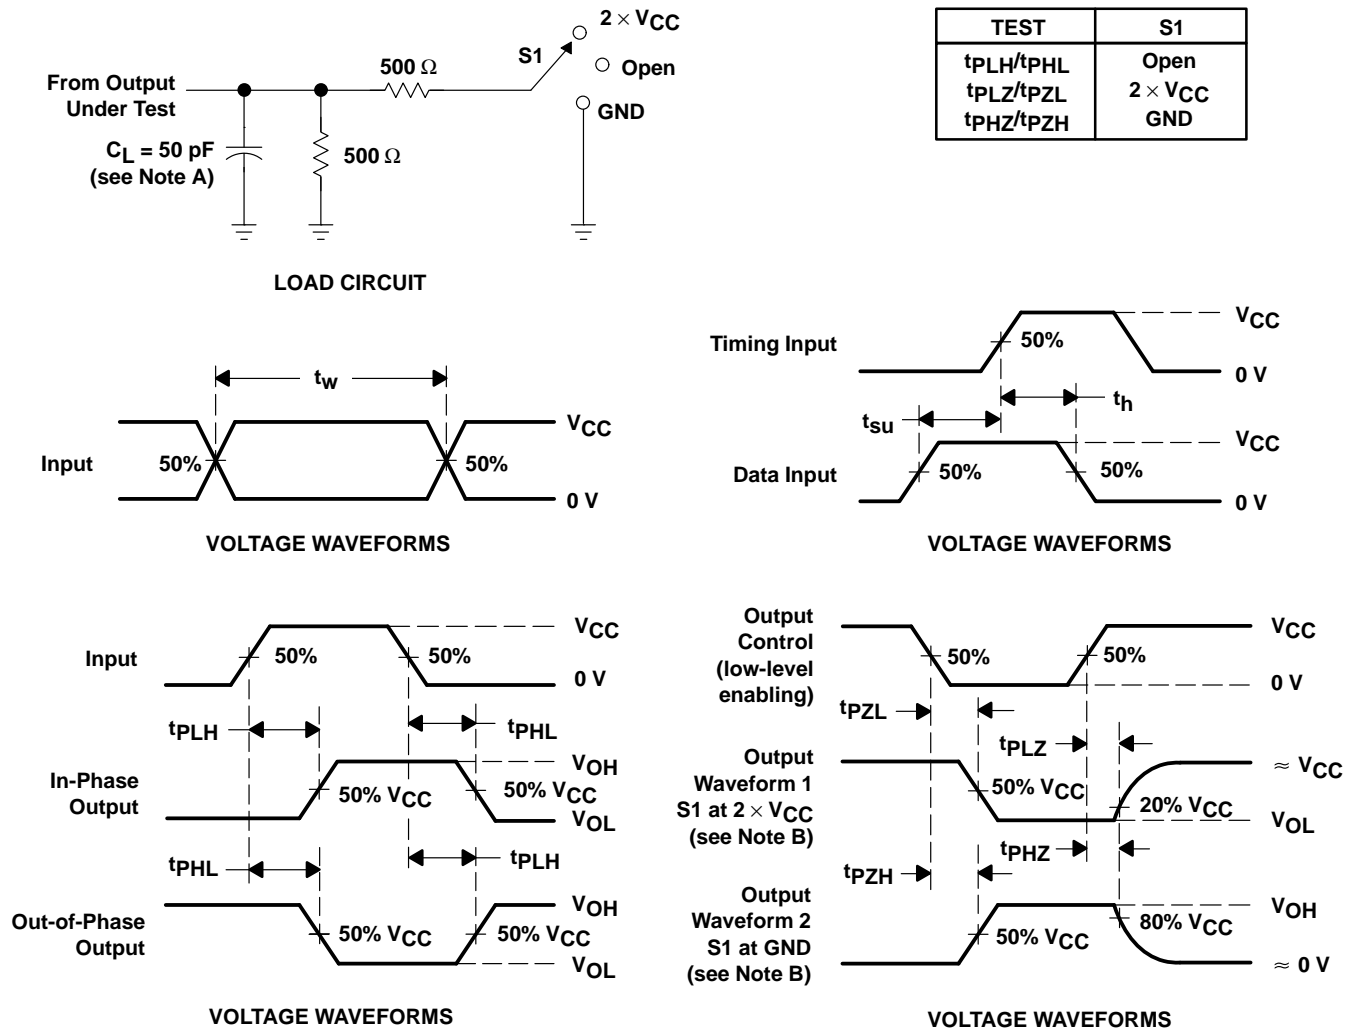 2 × VCC
S1
500 Ω
Open
From Output
Under Test
GND
CL = 50 pF
(see Note A)
500 Ω
LOAD CIRCUIT
TEST S1
tPLH/tPHL Open
tPLZ/tPZL 2 × VCC
tPHZ/tPZH GND
tw
VCC
Input
50%
50%
0 V
VOLTAGE WAVEFORMS
VCC
Timing Input
50%
0 V
th
tsu
VCC
Data Input
50%
50%
0 V
VOLTAGE WAVEFORMS
VCC
Input
50%
50%
0 V
tPLH
tPHL
VOH
In-Phase
Output
50% VCC
50% VCC
VOL
tPHL
tPLH
VOH
Out-of-Phase
Output
50% VCC
50% VCC
VOL
VOLTAGE WAVEFORMS
Output
Control
(low-level
enabling)
VCC
50%
50%
0 V
tPZL
tPLZ
Output
Waveform 1
S1 at 2 × VCC
(see Note B)
≈ VCC
50% VCC
20% VCC
VOL
tPHZ
tPZH
Output
Waveform 2
S1 at GND
(see Note B)
VOH
50% VCC
80% VCC
≈ 0 V
VOLTAGE WAVEFORMS